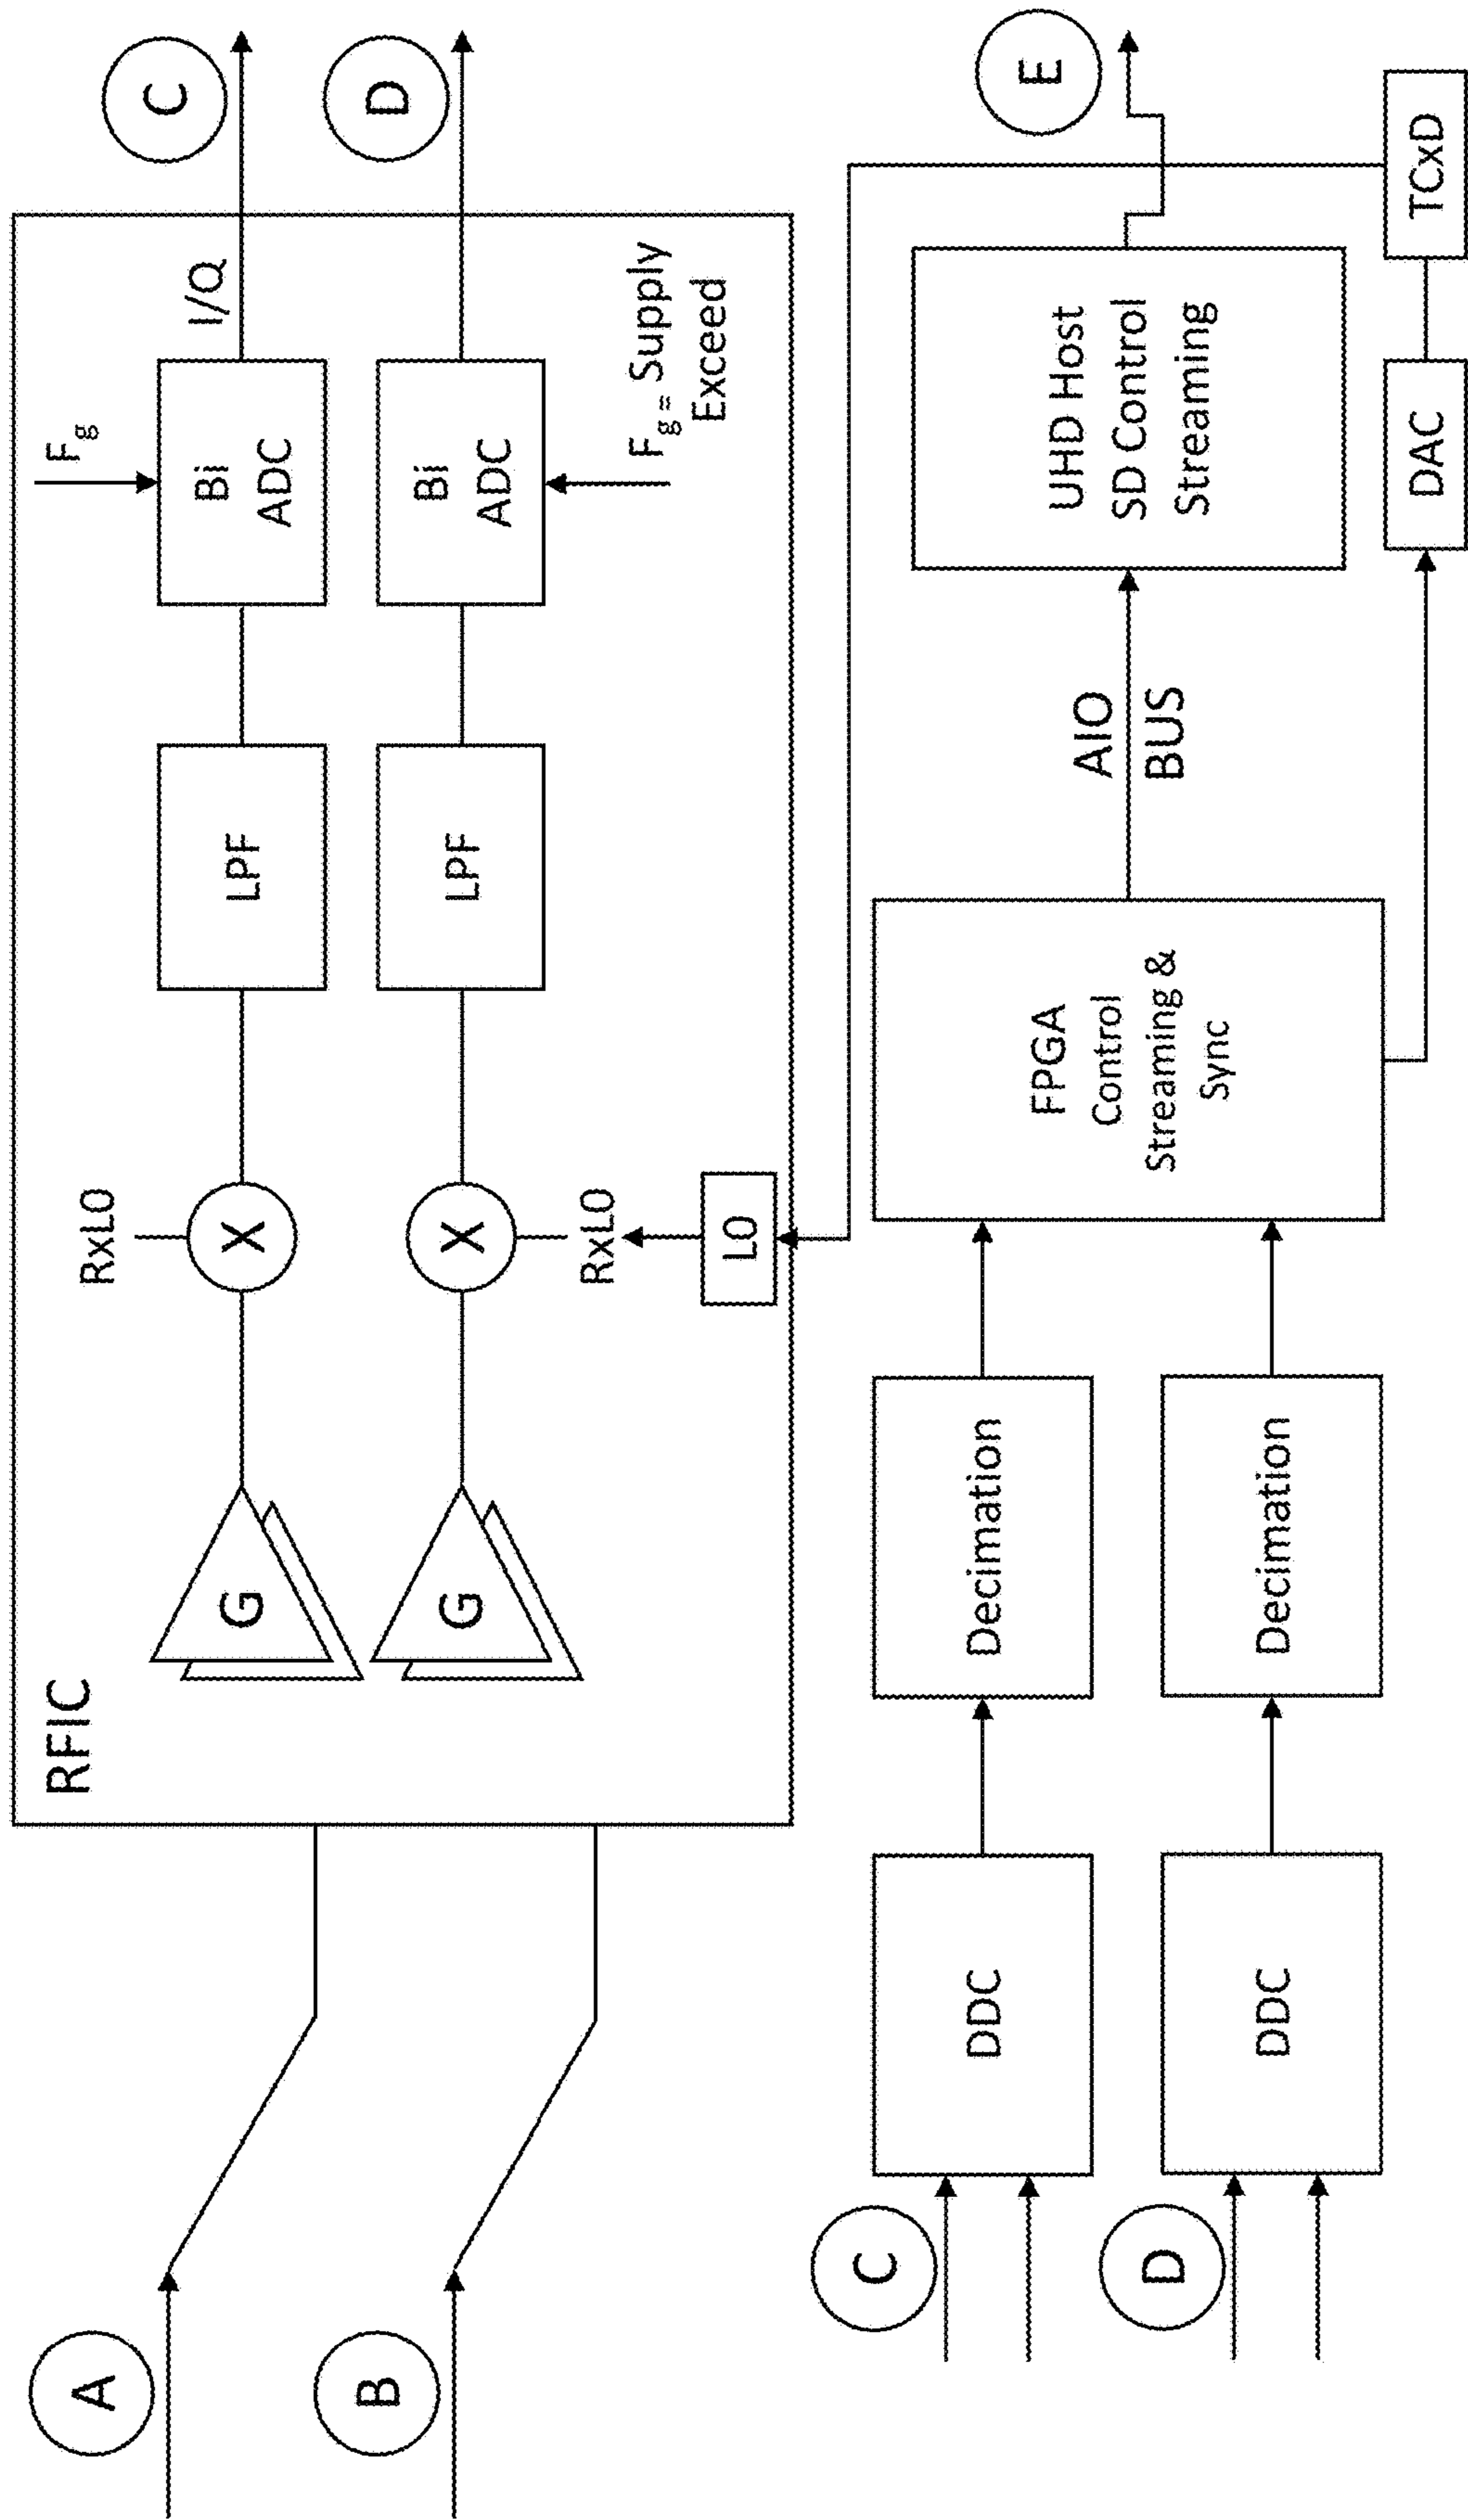 A
B
RFIC
G
G
RxLO
X
X
RxLO
LO
LPF
LPF
Fg
Bi
ADC
Bi
ADC
Fg = Supply
Exceed
I/Q
C
D
C
D
DDC
DDC
Decimation
Decimation
FPGA
Control
Streaming &
Sync
AIO
BUS
UHD Host
SD Control
Streaming
DAC
TCxD
E